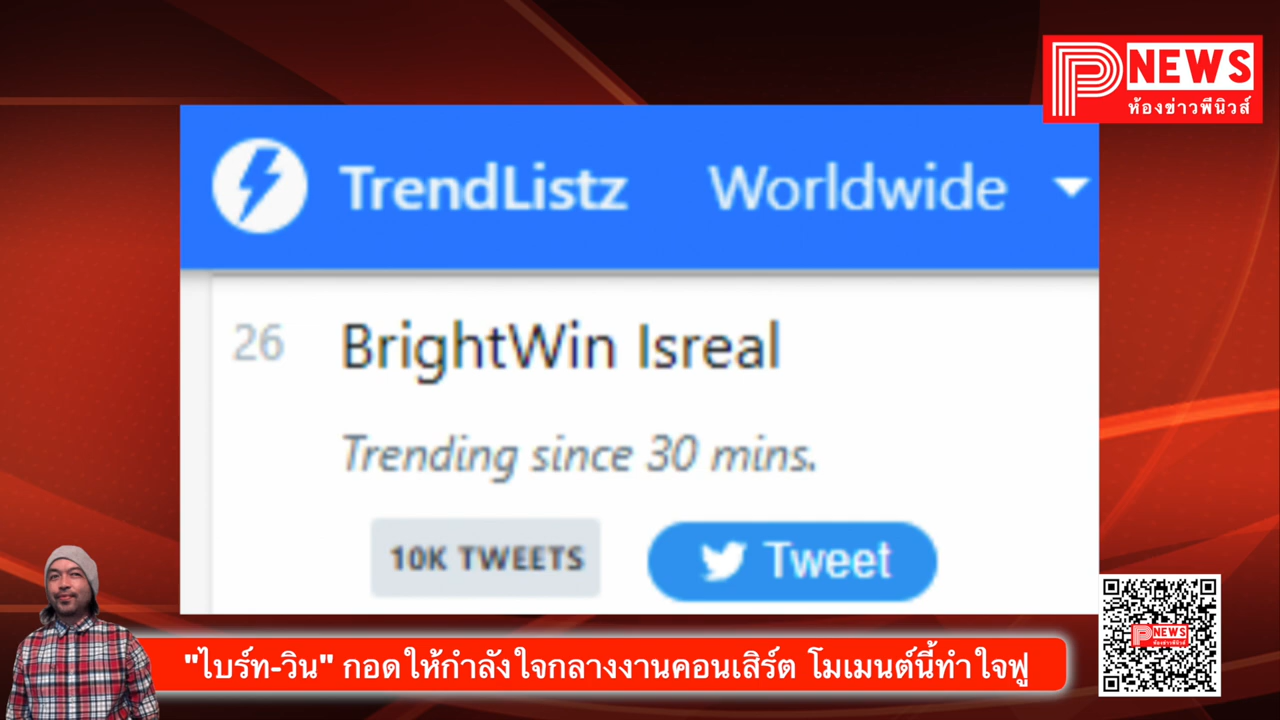 NEWS
ห้องข่าวพีนิวส์
TrendListz Worldwide
26 BrightWin Isreal
Trending since 30 mins.
10K TWEETS Tweet
NEWS
"ไบร์ท-วิน" กอดให้กำลังใจกลางงานคอนเสิร์ต โมเมนต์นี้ทำใจฟู